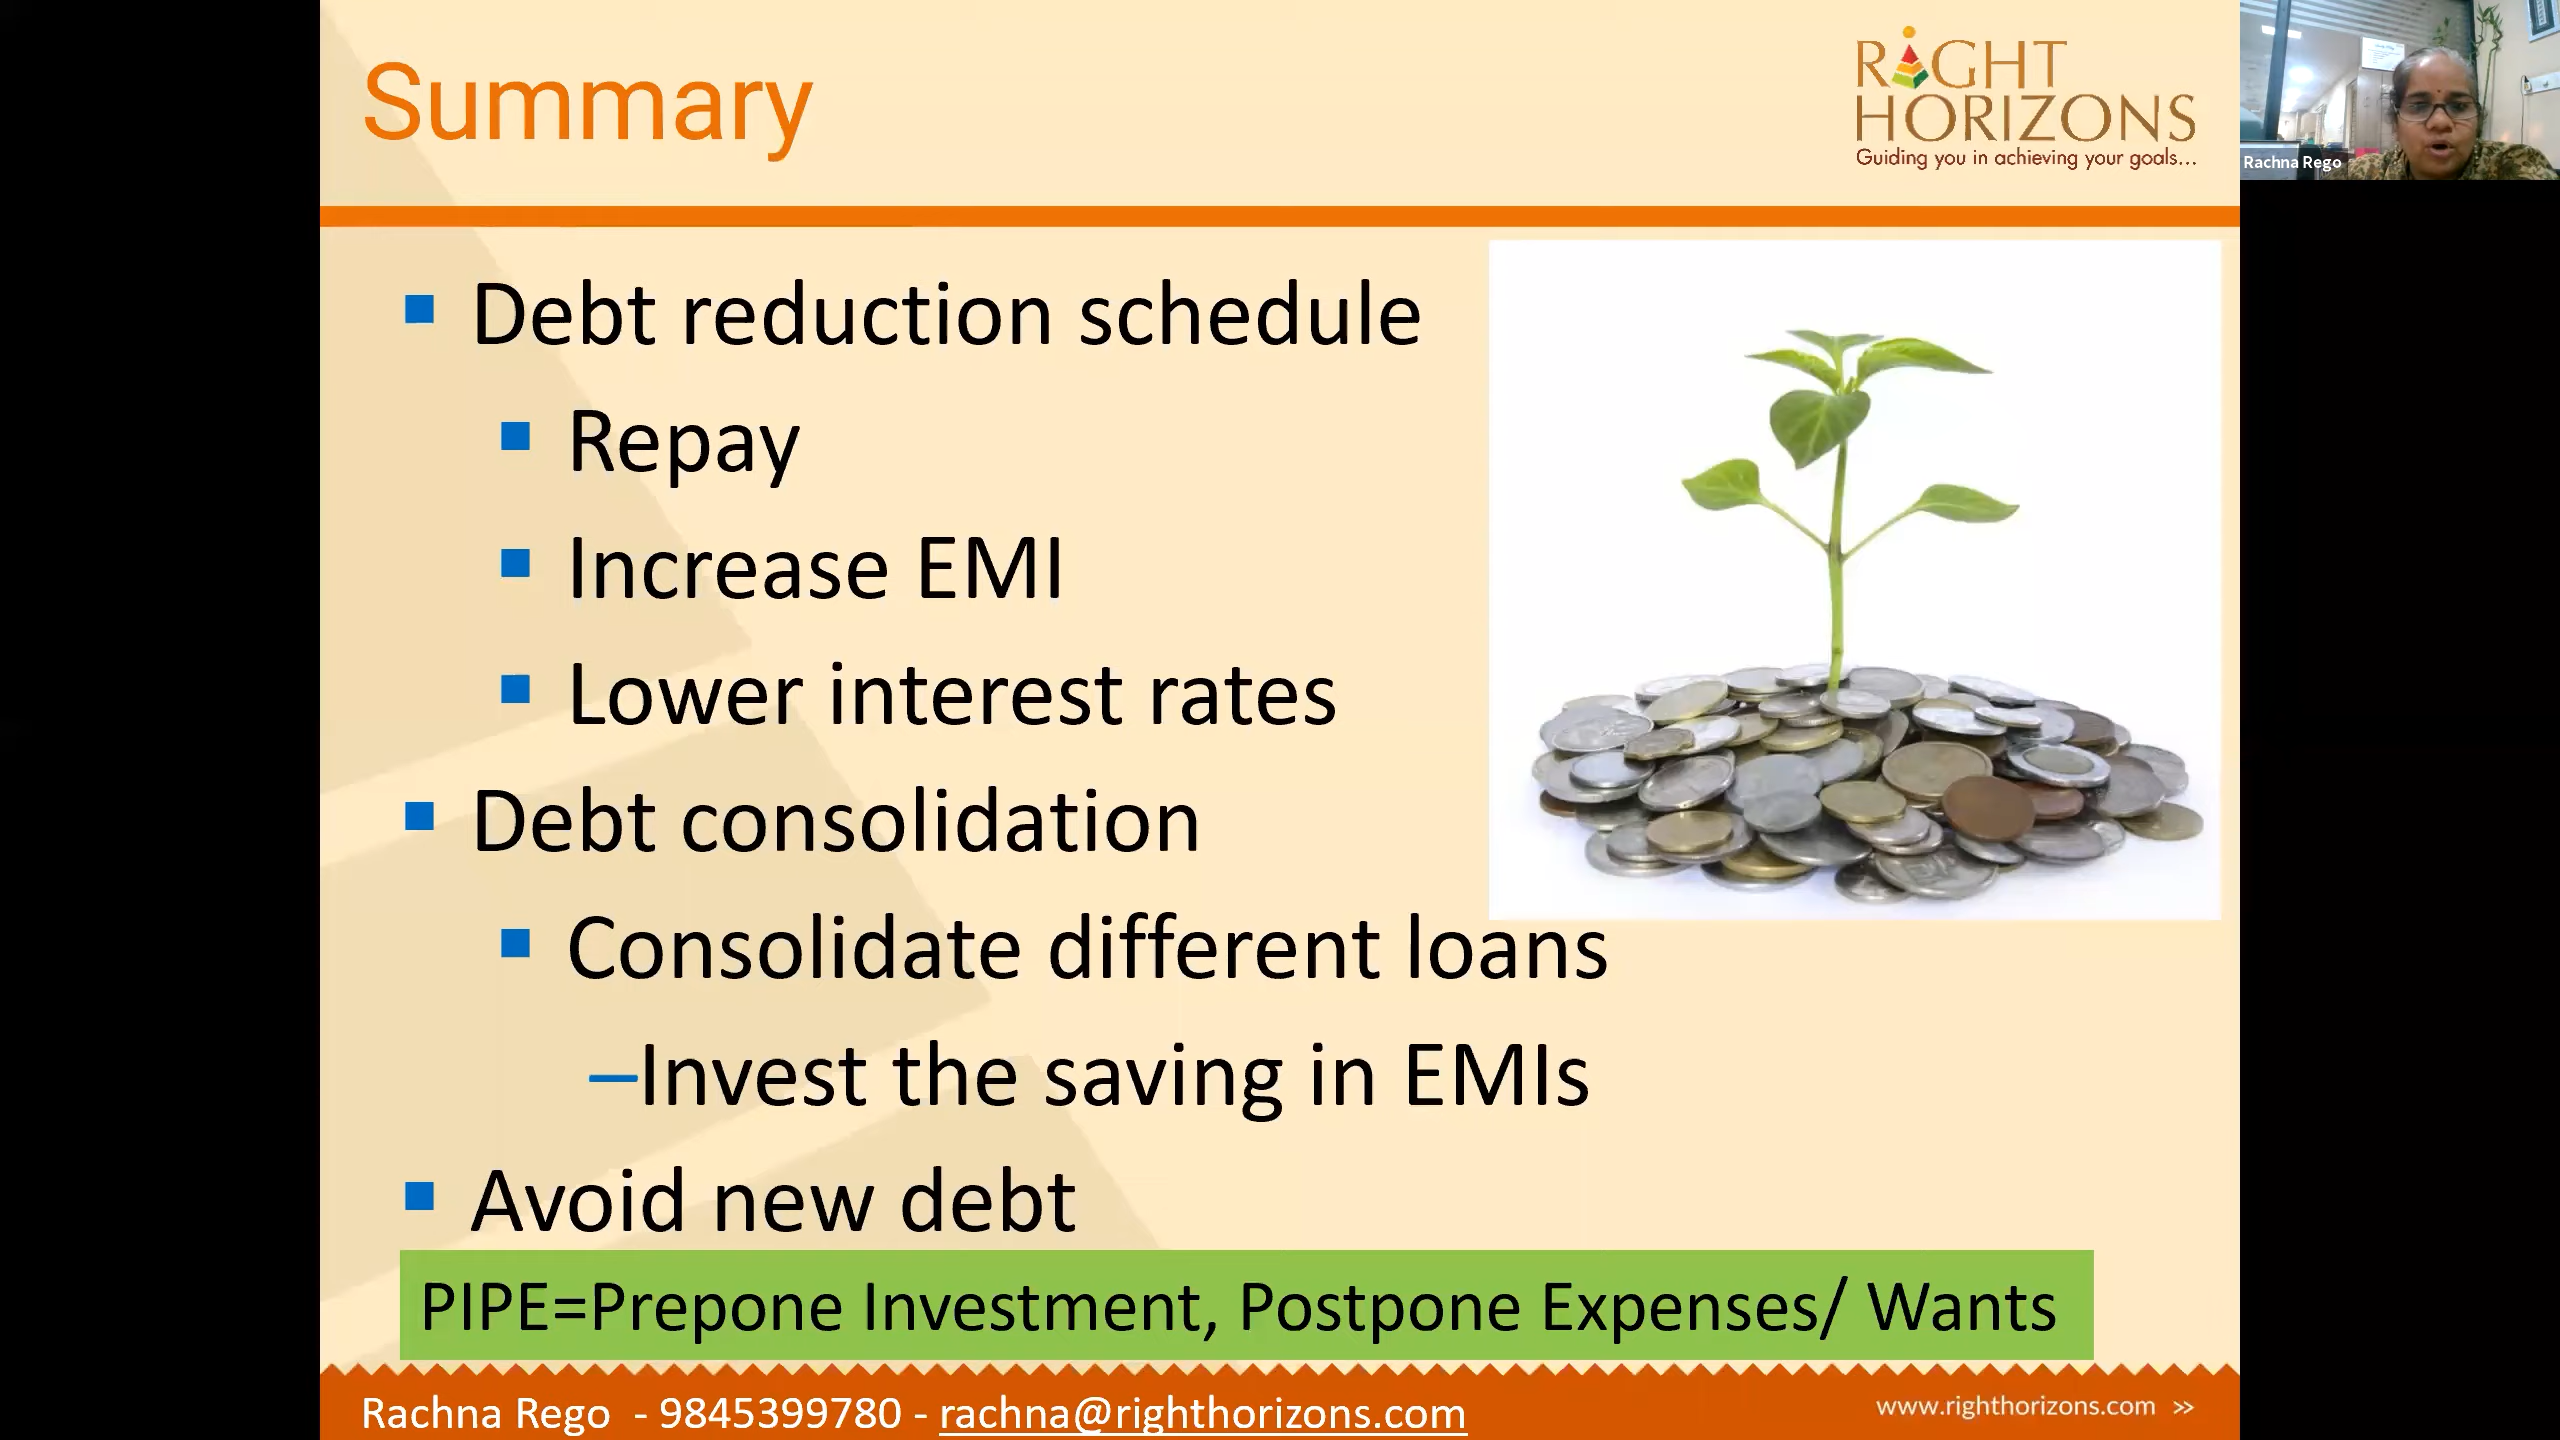 Summary
RIGHT
HORIZONS
Guiding you in achieving your goals...
Rachna Rego
Debt reduction schedule
Repay
Increase EMI
Lower interest rates
Debt consolidation
Consolidate different loans
–Invest the saving in EMIs
Avoid new debt
PIPE=Prepone Investment, Postpone Expenses/ Wants
Rachna Rego - 9845399780 - rachna@righthorizons.com
www.righthorizons.com »